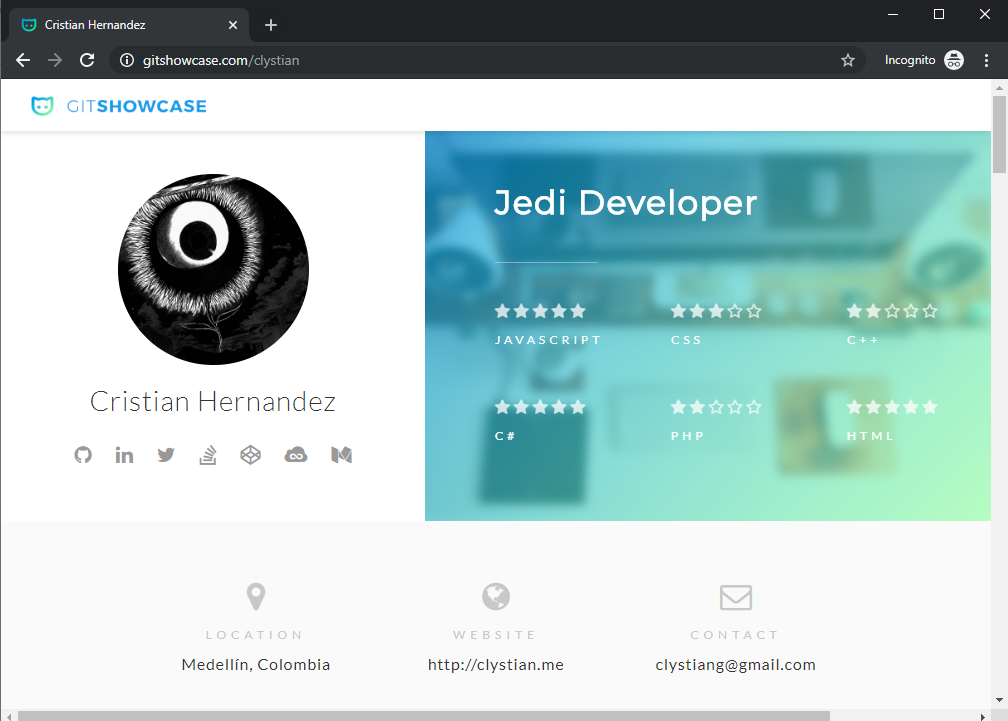 Cristian Hernandez
gitshowcase.com/clystian
Incognito
GITSHOWCASE
Jedi Developer
JAVASCRIPT
CSS
C++
C#
PHP
HTML
Cristian Hernandez
LOCATION
WEBSITE
CONTACT
Medellín, Colombia
http://clystian.me
clystiang@gmail.com